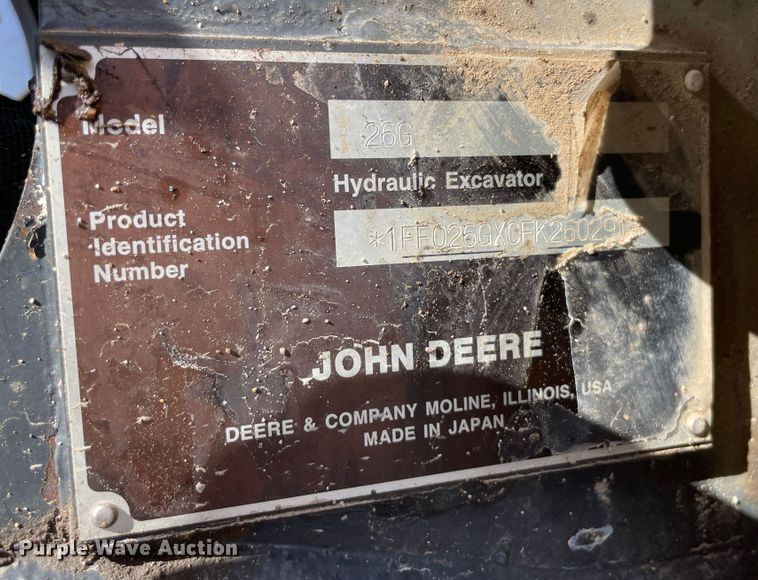 Model
26G
Hydraulic Excavator
Product
Identification
Number
*1FF026GXCFK260291
JOHN DEERE
DEERE & COMPANY MOLINE, ILLINOIS, USA
MADE IN JAPAN
Purple Wave Auction